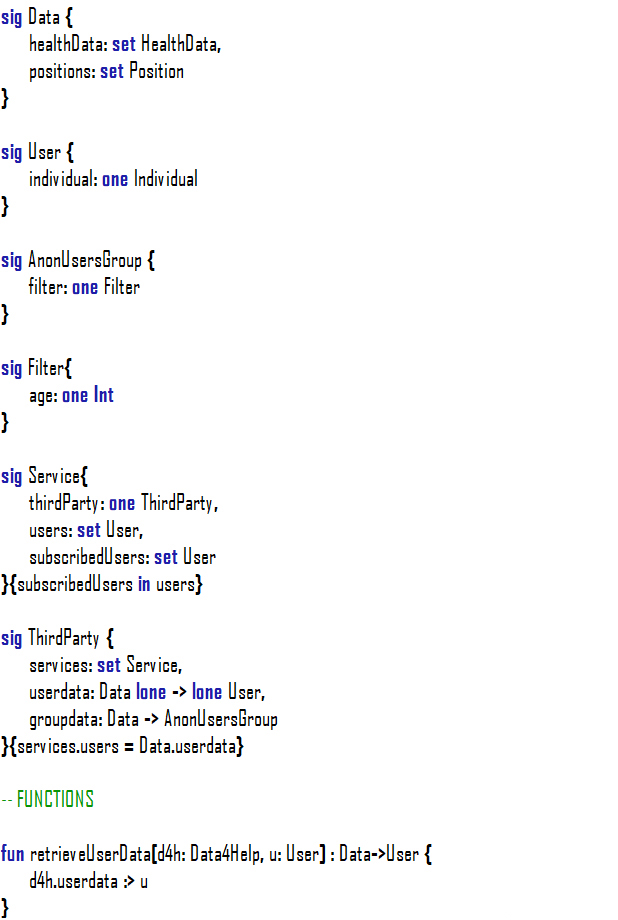 sig Data {
healthData: set HealthData,
positions: set Position
}
sig User {
individual: one Individual
}
sig AnonUsersGroup {
filter: one Filter
}
sig Filter{
age: one Int
}
sig Service{
thirdParty: one ThirdParty,
users: set User,
subscribedUsers: set User
}{subscribedUsers in users}
sig ThirdParty {
services: set Service,
userdata: Data lone -> lone User,
groupdata: Data -> AnonUsersGroup
}{services.users = Data.userdata}
-- FUNCTIONS
fun retrieveUserData[d4h: Data4Help, u: User] : Data->User {
d4h.userdata :> u
}